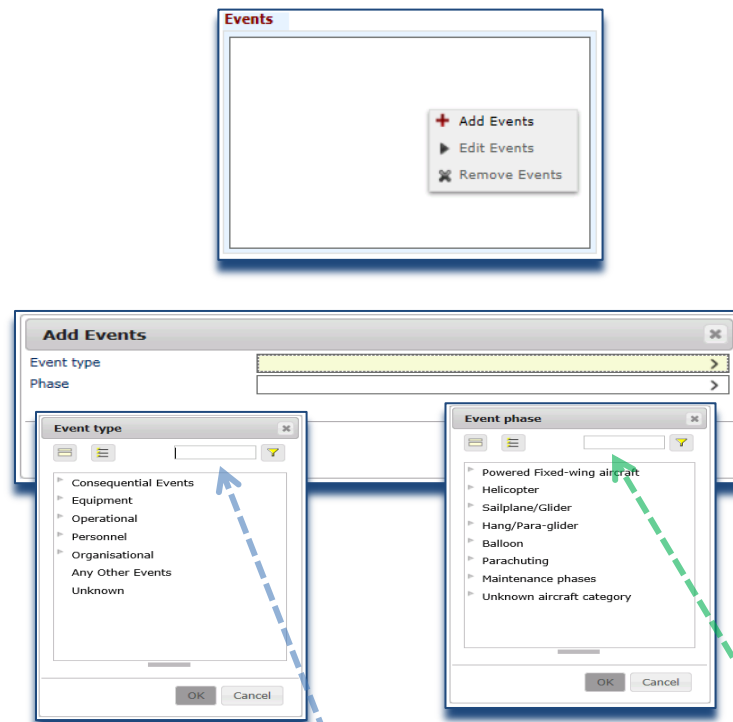 Events
Add Events
Edit Events
Remove Events
Add Events
Event type
Phase
Event type
Consequential Events
Equipment
Operational
Personnel
Organisational
Any Other Events
Unknown
OK Cancel
Event phase
Powered Fixed-wing aircraft
Helicopter
Sailplane/Glider
Hang/Para-glider
Balloon
Parachuting
Maintenance phases
Unknown aircraft category
OK Cancel